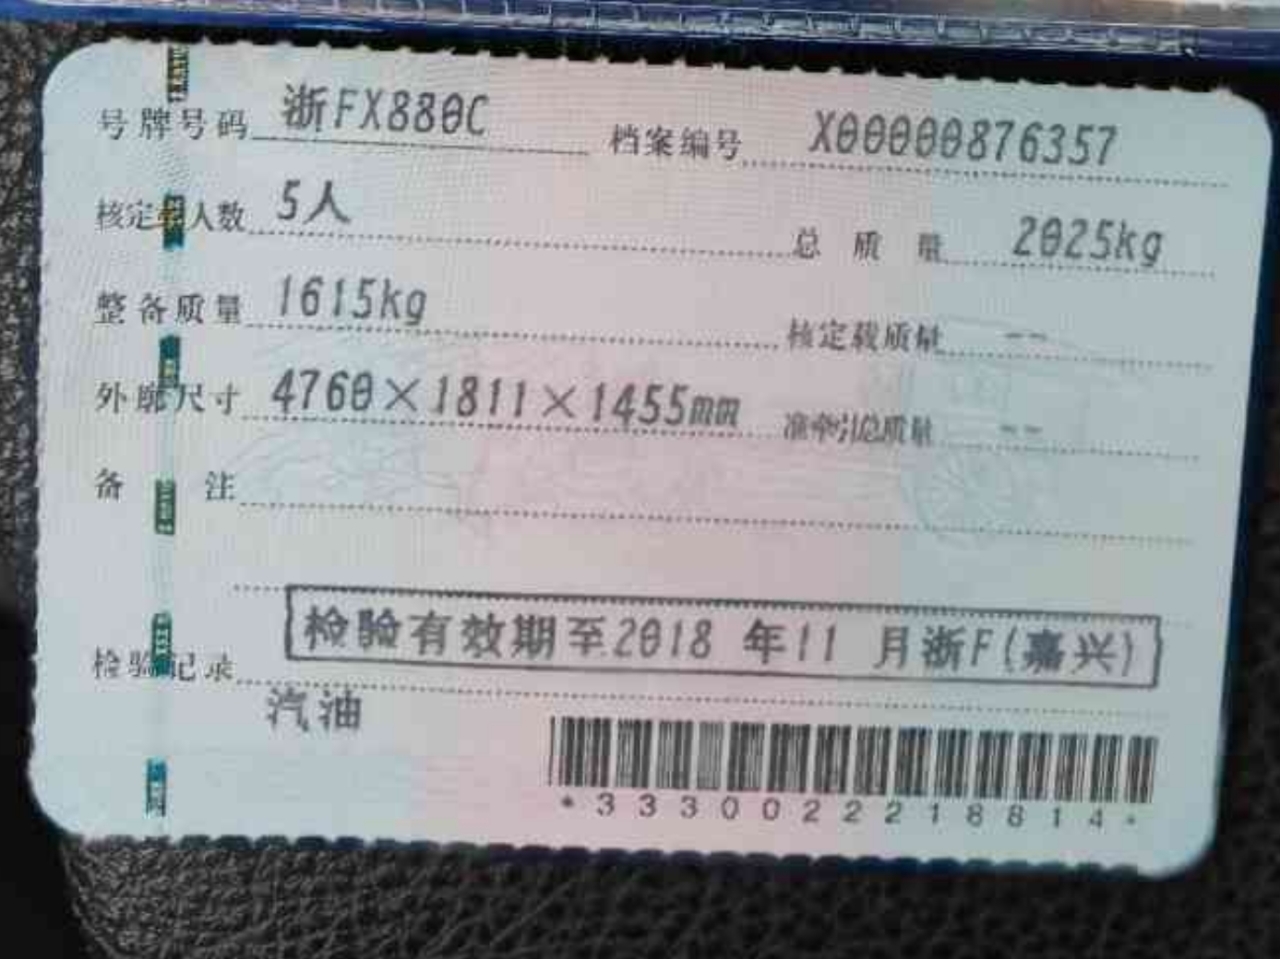 号牌号码 浙FX880C 档案编号 X00000876357
核定载人数 5人 总质量 2025kg
整备质量 1615kg 核定载质量 --
外廓尺寸 4760×1811×1455mm 准牵引总质量 --
备注
检验记录 检验有效期至2018 年11 月浙F(嘉兴)
汽油
*3330022218814*